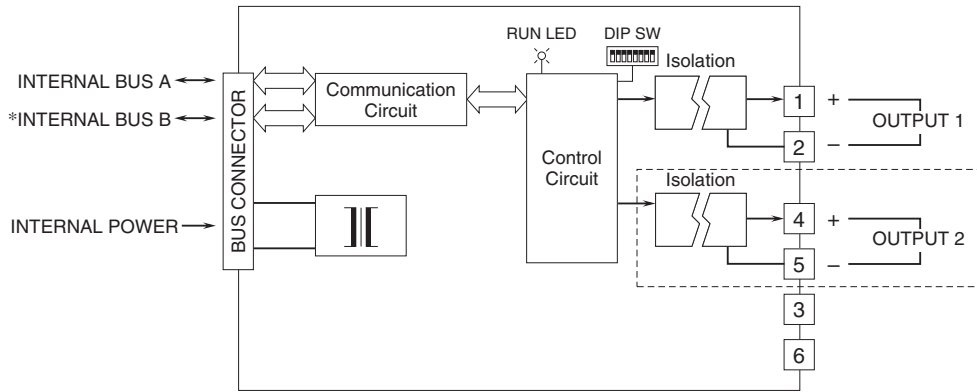 RUN LED
DIP SW
Isolation
INTERNAL BUS A
*INTERNAL BUS B
INTERNAL POWER
BUS CONNECTOR
Communication
Circuit
Control
Circuit
1 +
OUTPUT 1
2 –
Isolation
4 +
OUTPUT 2
5 –
3
6